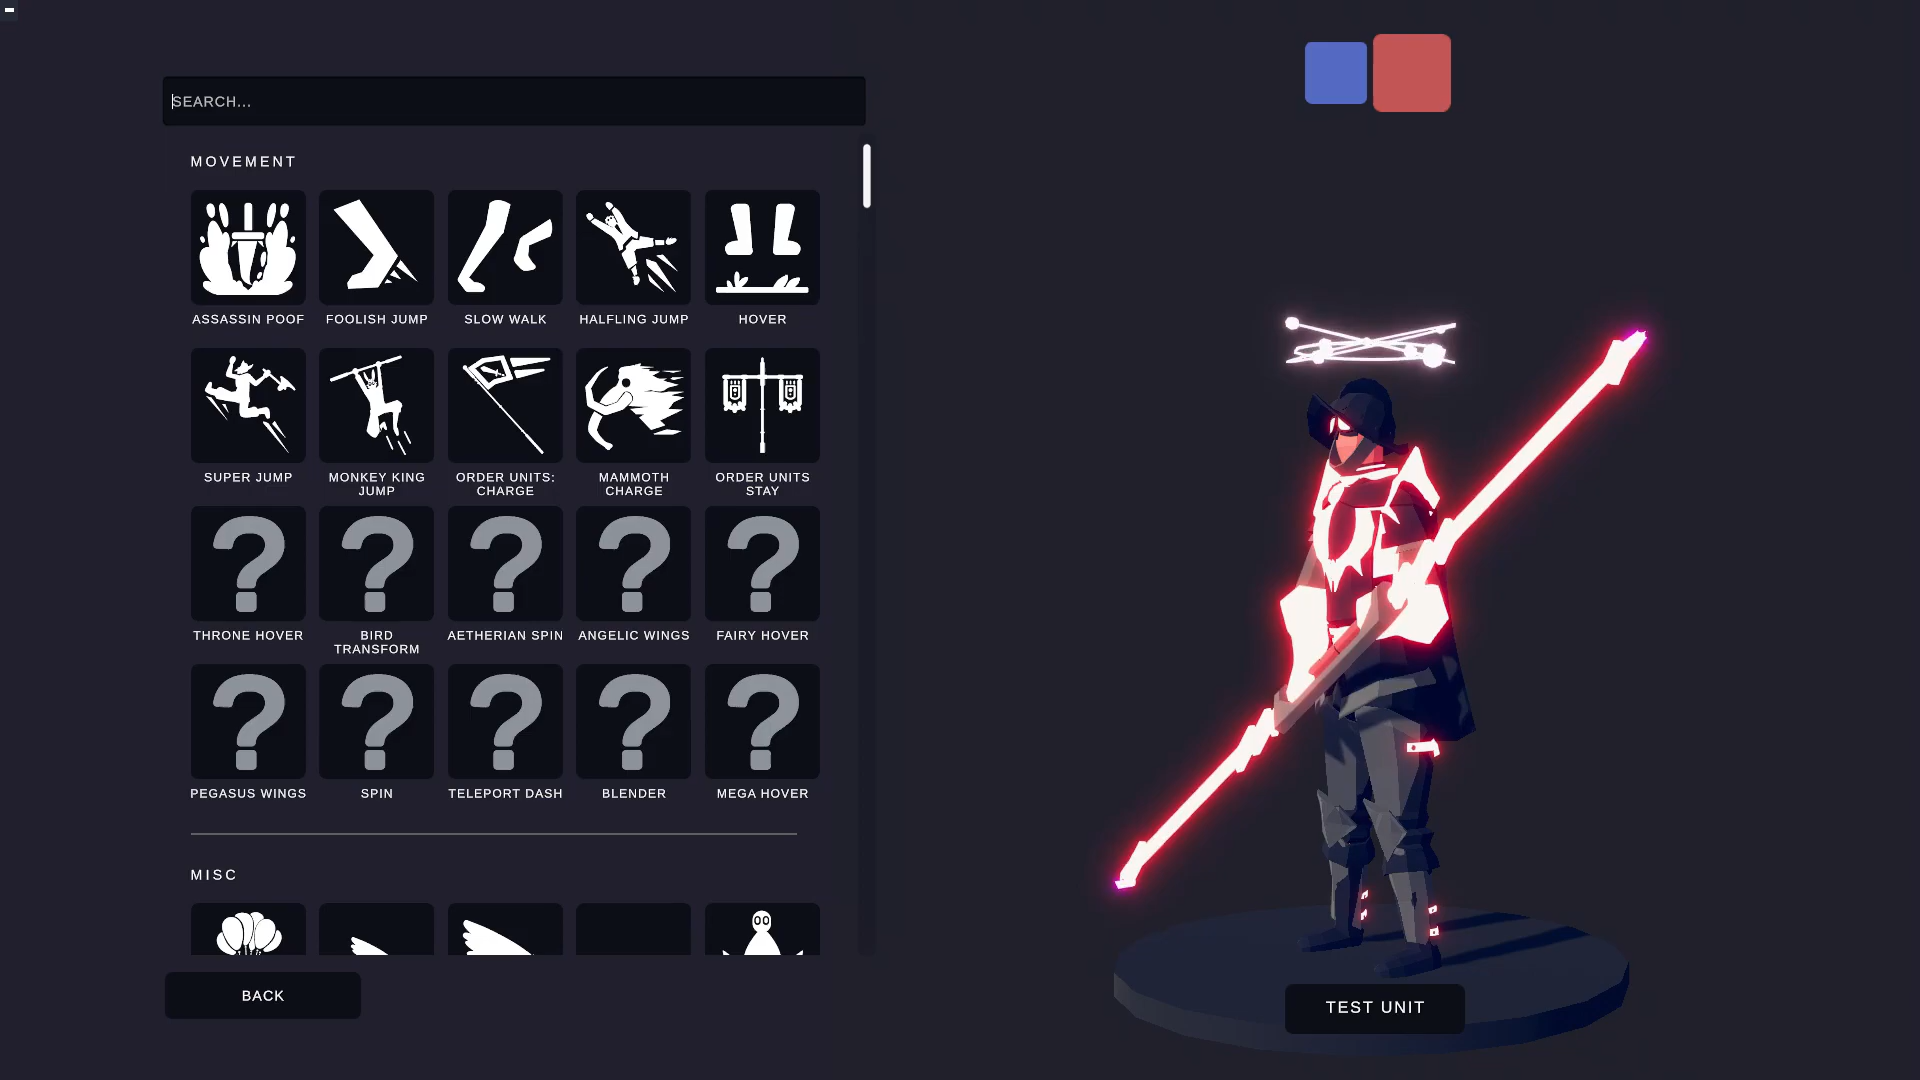 SEARCH...
MOVEMENT
ASSASSIN POOF
FOOLISH JUMP
SLOW WALK
HALFLING JUMP
HOVER
SUPER JUMP
MONKEY KING
JUMP
ORDER UNITS:
CHARGE
MAMMOTH
CHARGE
ORDER UNITS
STAY
THRONE HOVER
BIRD
TRANSFORM
AETHERIAN SPIN
ANGELIC WINGS
FAIRY HOVER
PEGASUS WINGS
SPIN
TELEPORT DASH
BLENDER
MEGA HOVER
MISC
BACK
TEST UNIT